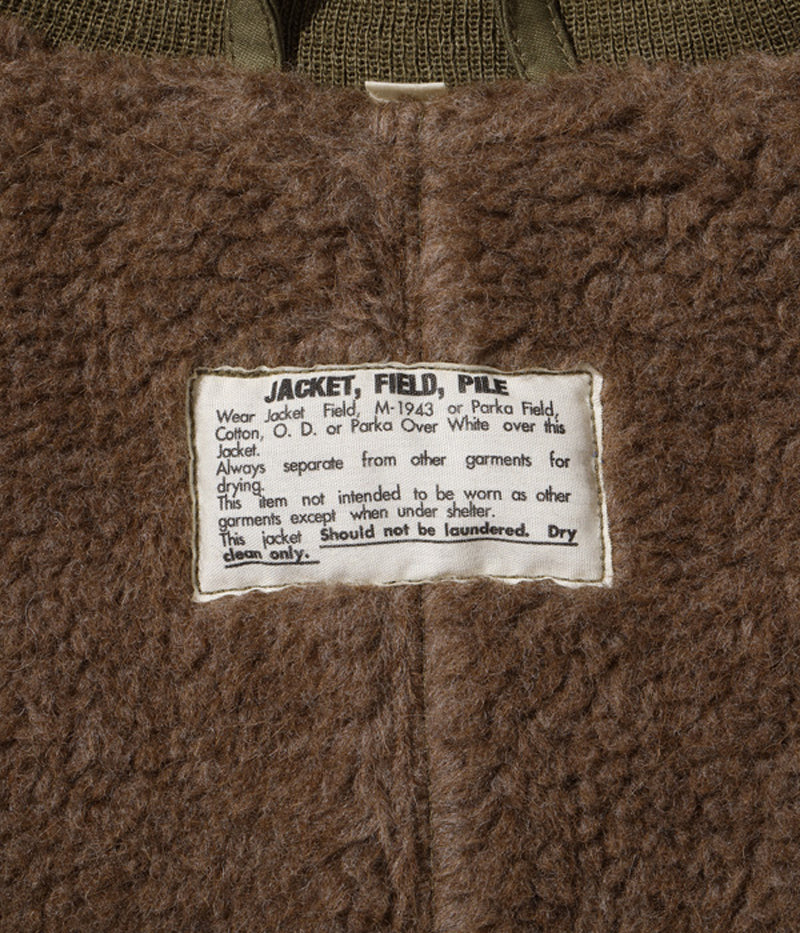 JACKET, FIELD, PILE
Wear Jacket Field, M-1943 or Parka Field,
Cotton, O. D. or Parka Over White over this
Jacket.
Always separate from other garments for
drying.
This item not intended to be worn as other
garments except when under shelter.
This jacket Should not be laundered. Dry
clean only.